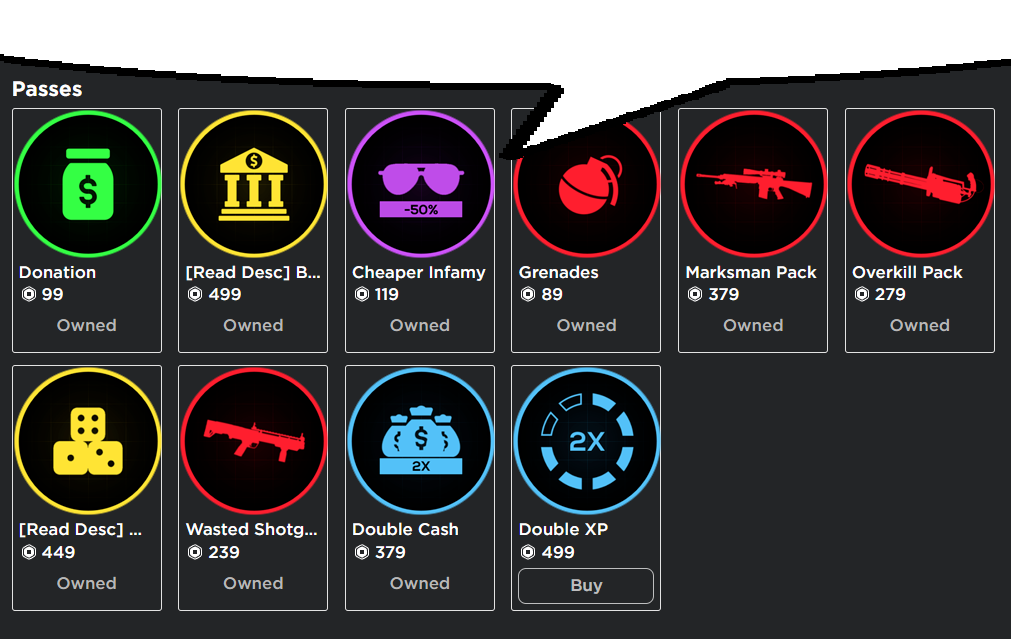 Passes
$
$
-50%
Donation
[Read Desc] B...
Cheaper Infamy
Grenades
Marksman Pack
Overkill Pack
99
499
119
89
379
279
Owned
Owned
Owned
Owned
Owned
Owned
$
2X
2X
[Read Desc] ...
Wasted Shotg...
Double Cash
Double XP
449
239
379
499
Owned
Owned
Owned
Buy